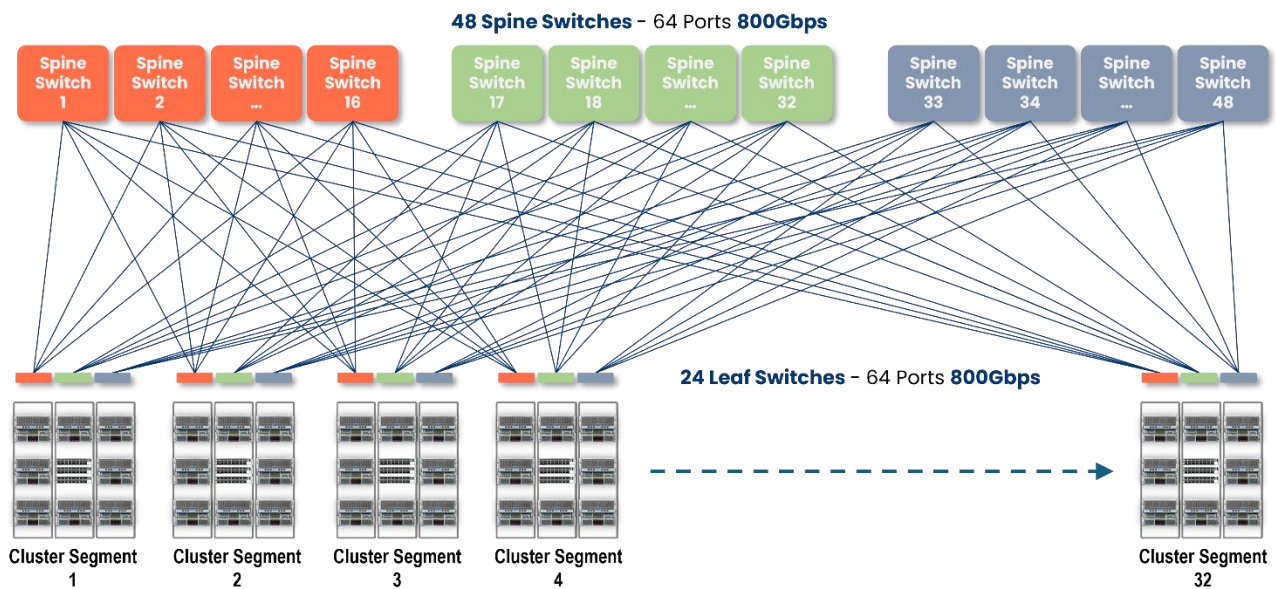 48 Spine Switches - 64 Ports 800Gbps
Spine
Switch
1
Spine
Switch
2
Spine
Switch
...
Spine
Switch
16
Spine
Switch
17
Spine
Switch
18
Spine
Switch
...
Spine
Switch
32
Spine
Switch
33
Spine
Switch
34
Spine
Switch
...
Spine
Switch
48
24 Leaf Switches - 64 Ports 800Gbps
Cluster Segment
1
Cluster Segment
2
Cluster Segment
3
Cluster Segment
4
Cluster Segment
32